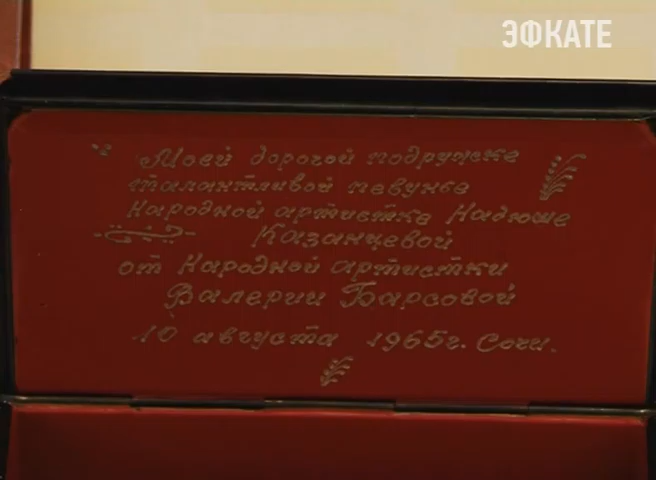 ЭФКАТЕ
Моей дорогой подружке
талантливой певунье
Народной артистке Надюше
Казанцевой
от Народной артистки
Валерии Барсовой
10 августа 1965г. Сочи.